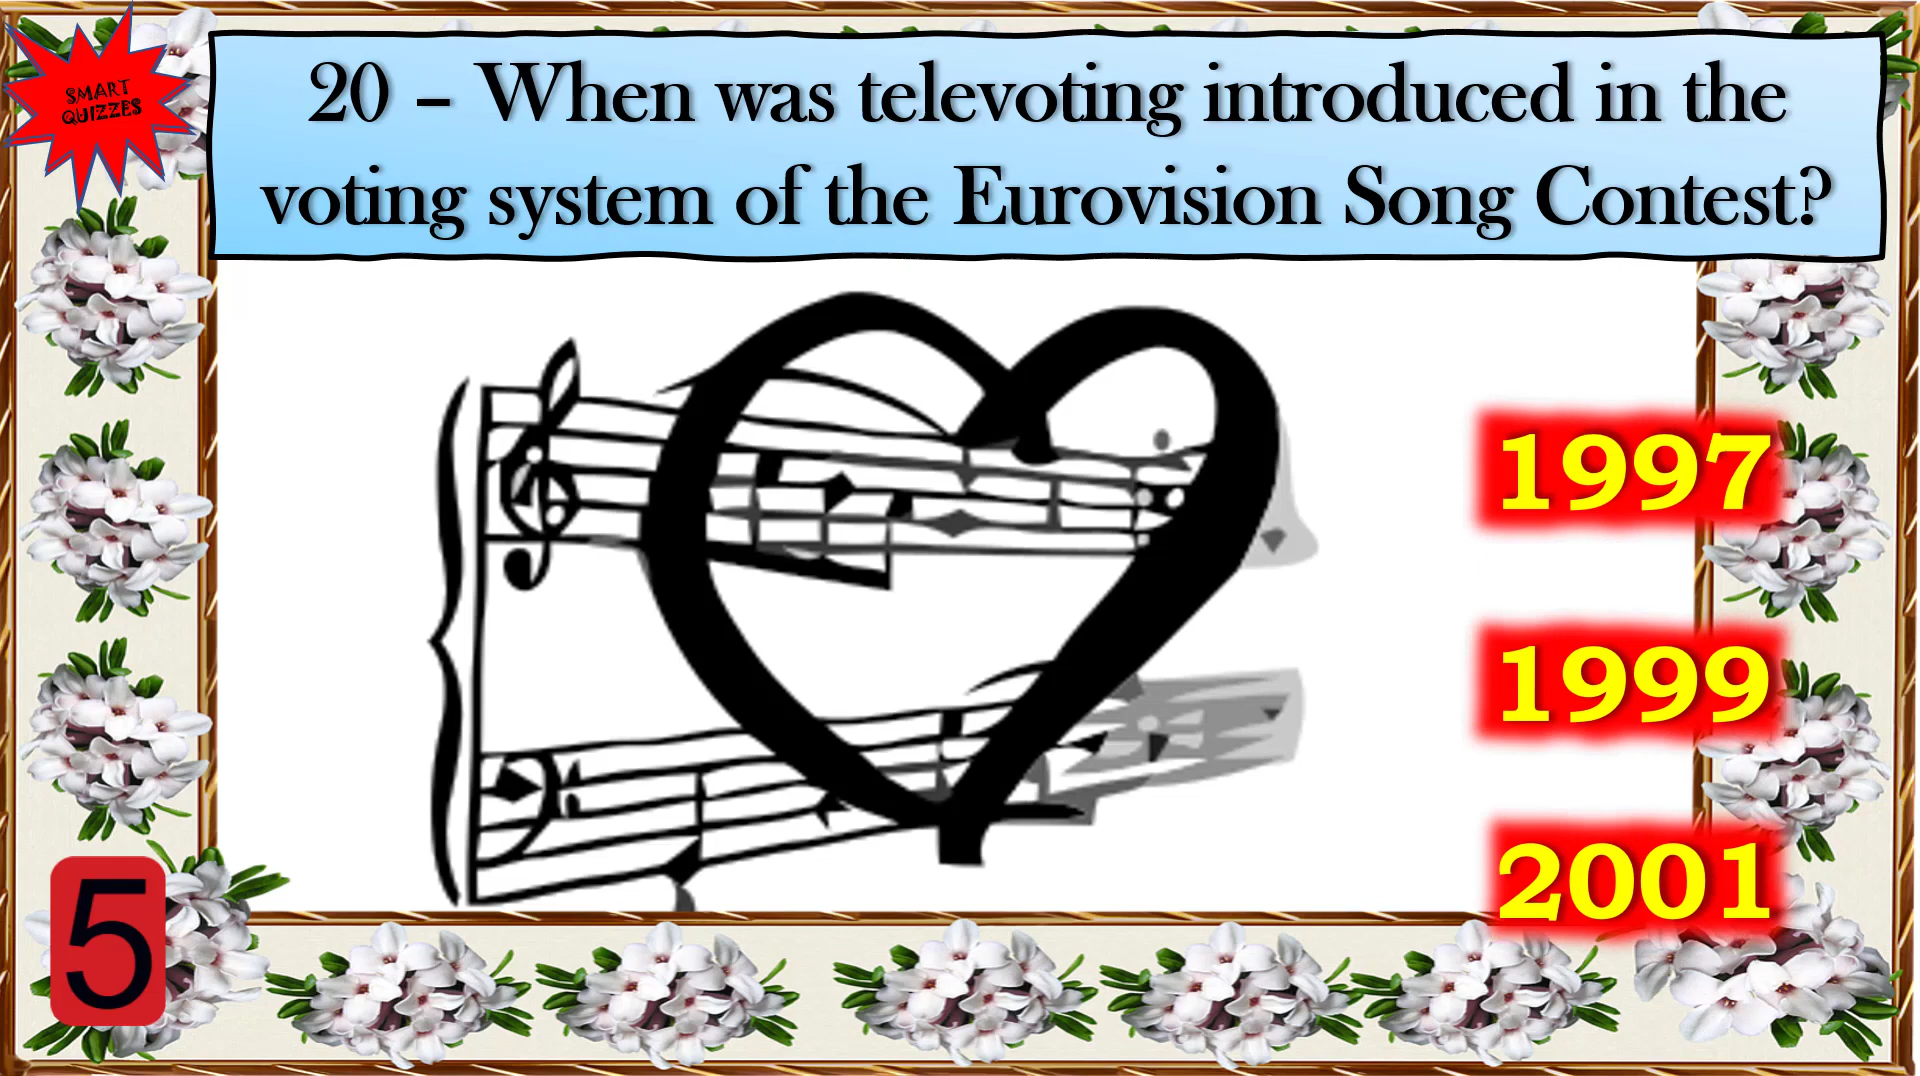 SMART
QUIZZES
20 – When was televoting introduced in the
voting system of the Eurovision Song Contest?
1997
1999
2001
5